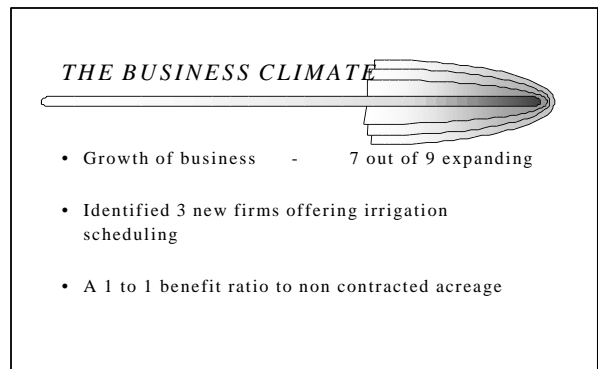 THE BUSINESS CLIMATE
• Growth of business - 7 out of 9 expanding
• Identified 3 new firms offering irrigation
scheduling
• A 1 to 1 benefit ratio to non contracted acreage